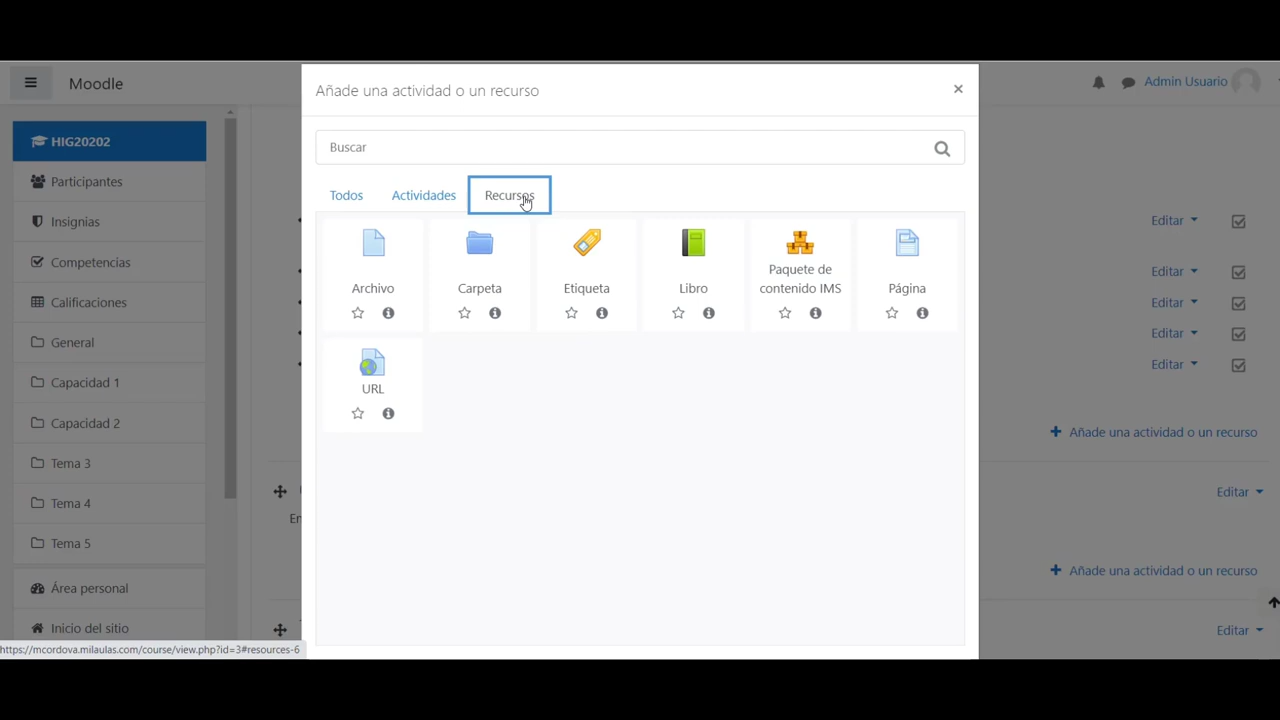 Moodle
Añade una actividad o un recurso
×
Admin Usuario
HIG20202
Buscar
Participantes
Todos
Actividades
Recursos
Insignias
Editar
Archivo
Carpeta
Etiqueta
Libro
Paquete de
contenido IMS
Página
Competencias
Editar
Calificaciones
Editar
General
Editar
Capacidad 1
Editar
URL
Capacidad 2
Añade una actividad o un recurso
Tema 3
Editar
Tema 4
En
Tema 5
Añade una actividad o un recurso
Área personal
Inicio del sitio
Editar
https://mcordova.milaulas.com/course/view.php?id=3#resources-6